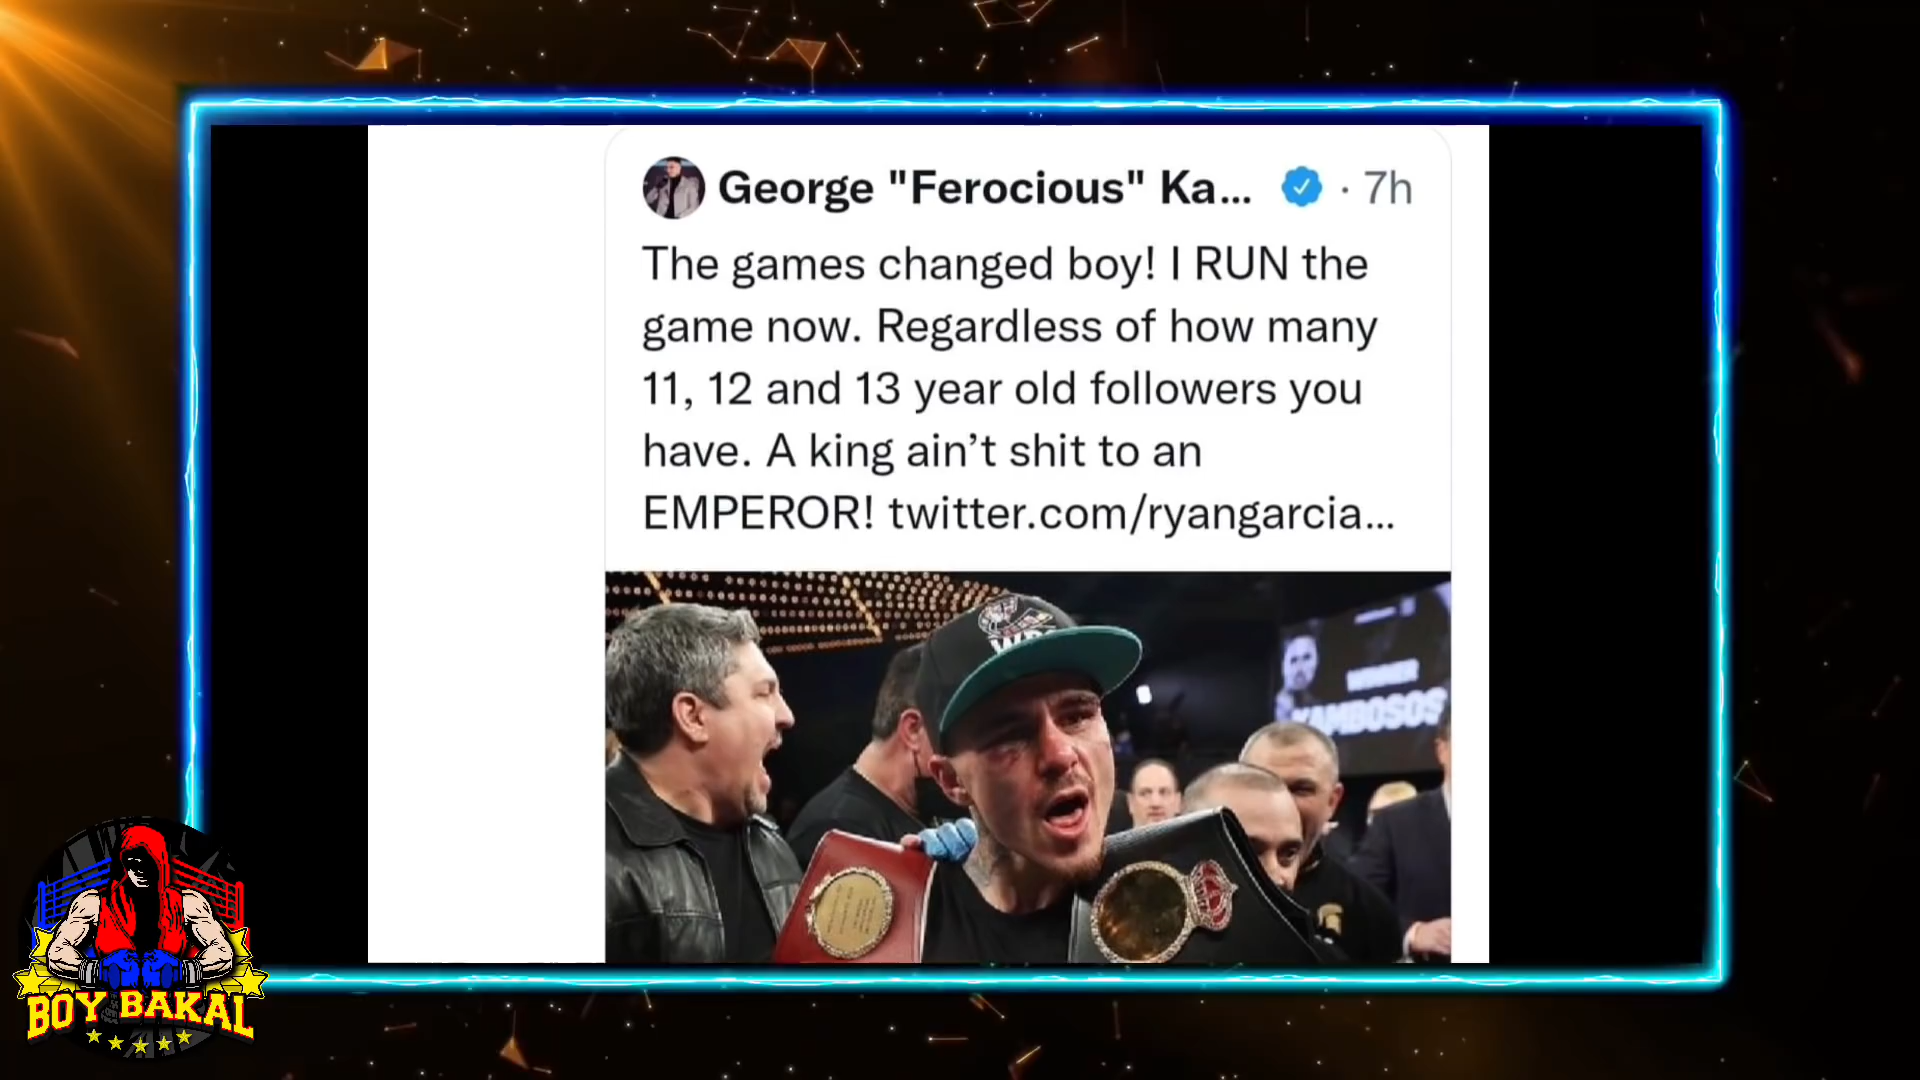 George "Ferocious" Ka... · 7h
The games changed boy! I RUN the
game now. Regardless of how many
11, 12 and 13 year old followers you
have. A king ain’t shit to an
EMPEROR! twitter.com/ryangarcia...
WINNER
KAMBOSOS
BOY BAKAL